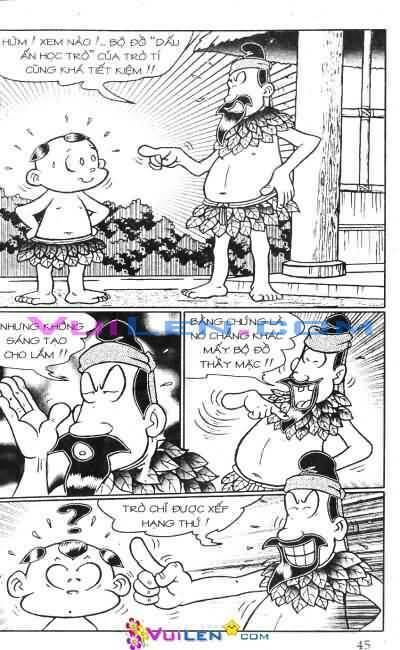 HỪM ! XEM NÀO !.. BỘ ĐỒ "DẤU
ẤN HỌC TRÒ" CỦA TRÒ TÍ
CŨNG KHÁ TIẾT KIỆM !!
NHƯNG KHÔNG
SÁNG TẠO
CHO LẮM !!
BẰNG CHỨNG LÀ
NÓ CHẲNG KHÁC
MẤY BỘ ĐỒ
THẦY MẶC !!
VUILEN.COM
?
TRÒ CHỈ ĐƯỢC XẾP
HẠNG THỨ !
VUILEN.COM
45